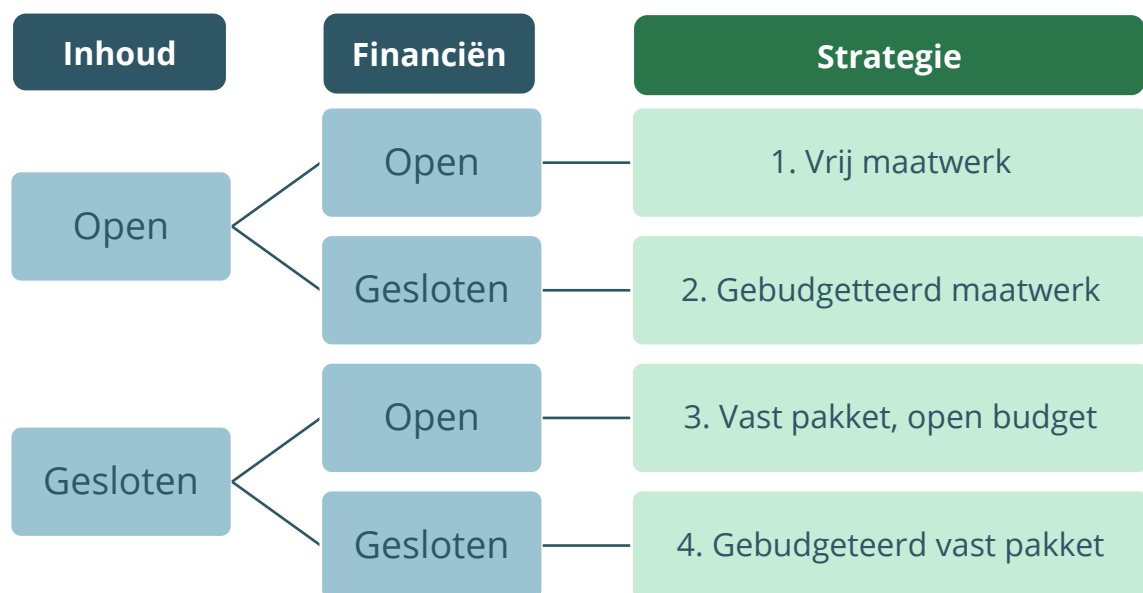 Inhoud
Financiën
Strategie
Open
Open
1. Vrij maatwerk
Gesloten
2. Gebudgetteerd maatwerk
Gesloten
Open
3. Vast pakket, open budget
Gesloten
4. Gebudgeteerd vast pakket